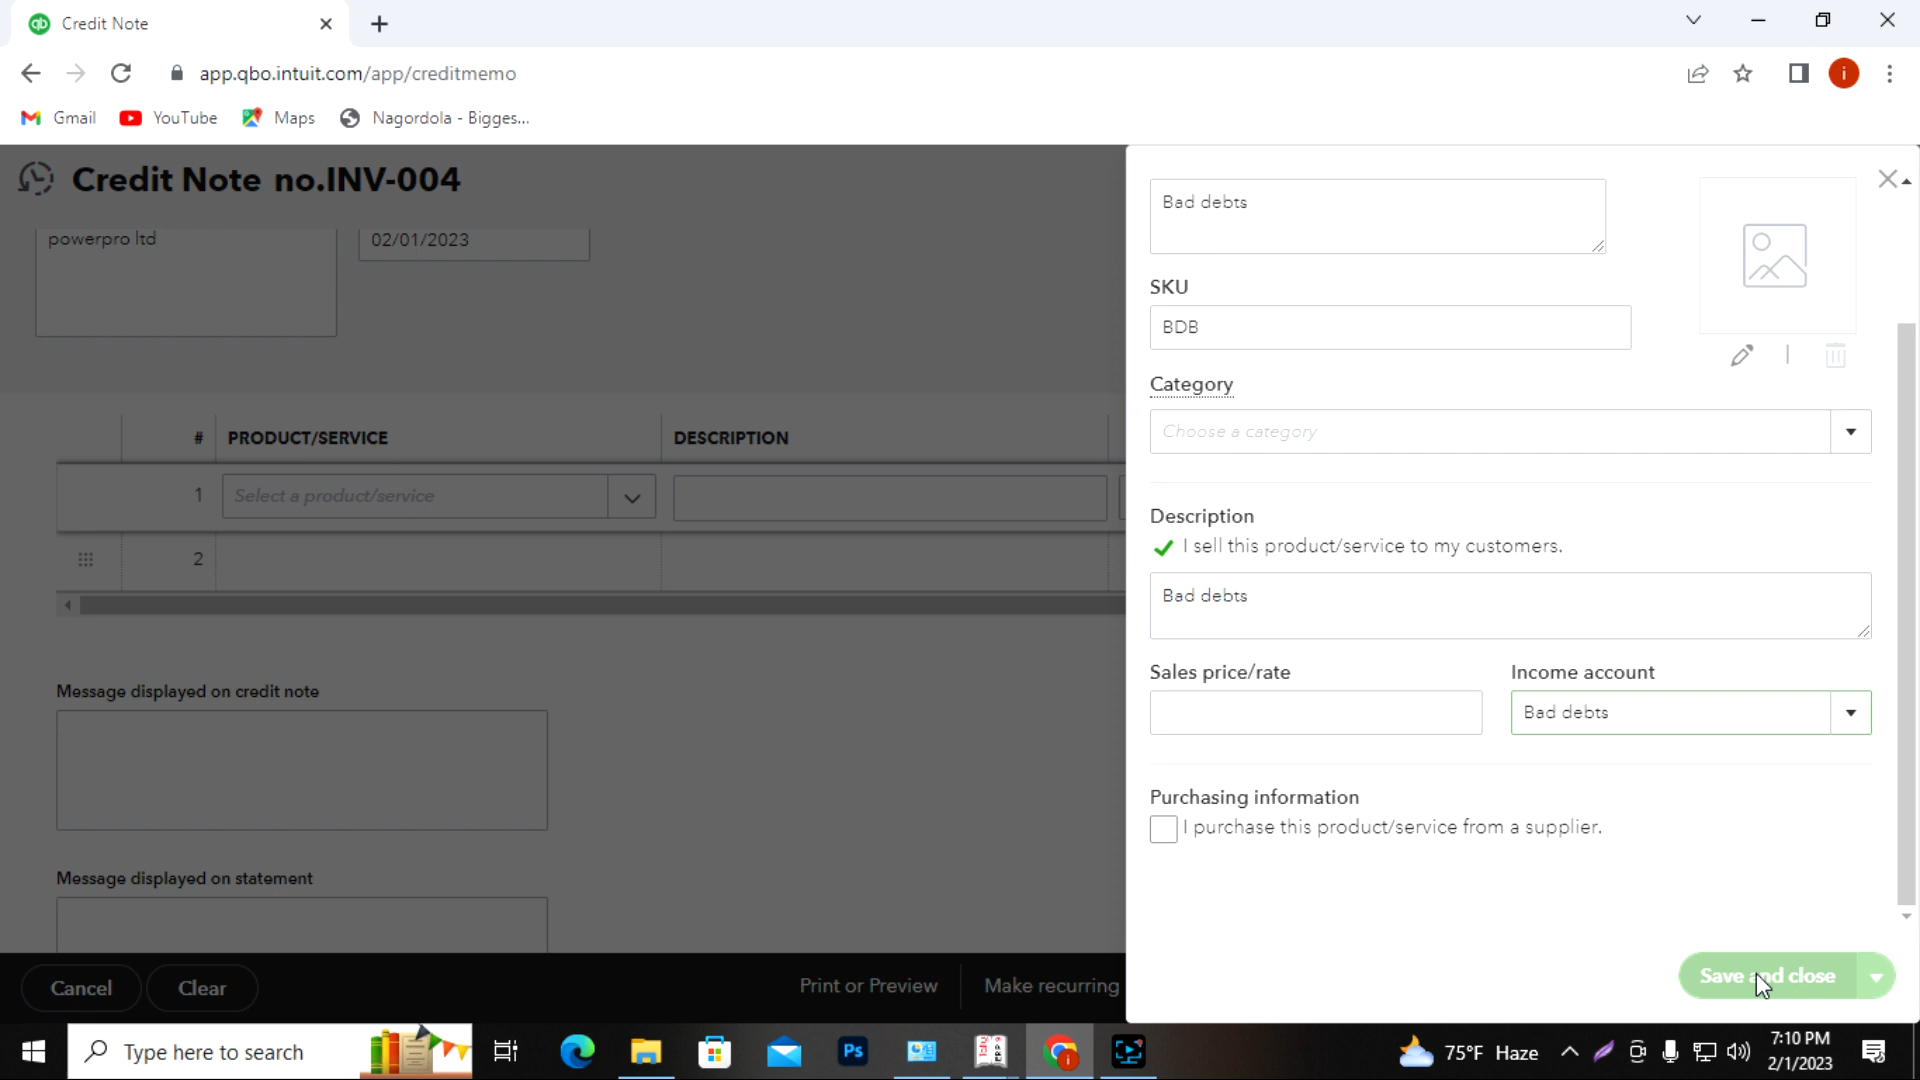 qb Credit Note
app.qbo.intuit.com/app/creditmemo
i
Gmail YouTube Maps Nagordola - Bigges...
Credit Note no.INV-004
powerpro ltd
02/01/2023
# PRODUCT/SERVICE DESCRIPTION
1 Select a product/service
2
Message displayed on credit note
Message displayed on statement
Cancel Clear Print or Preview Make recurring
Bad debts
SKU
BDB
Category
Choose a category
Description
I sell this product/service to my customers.
Bad debts
Sales price/rate Income account
Bad debts
Purchasing information
I purchase this product/service from a supplier.
Save and close
Type here to search
Ps
75°F Haze
7:10 PM
2/1/2023